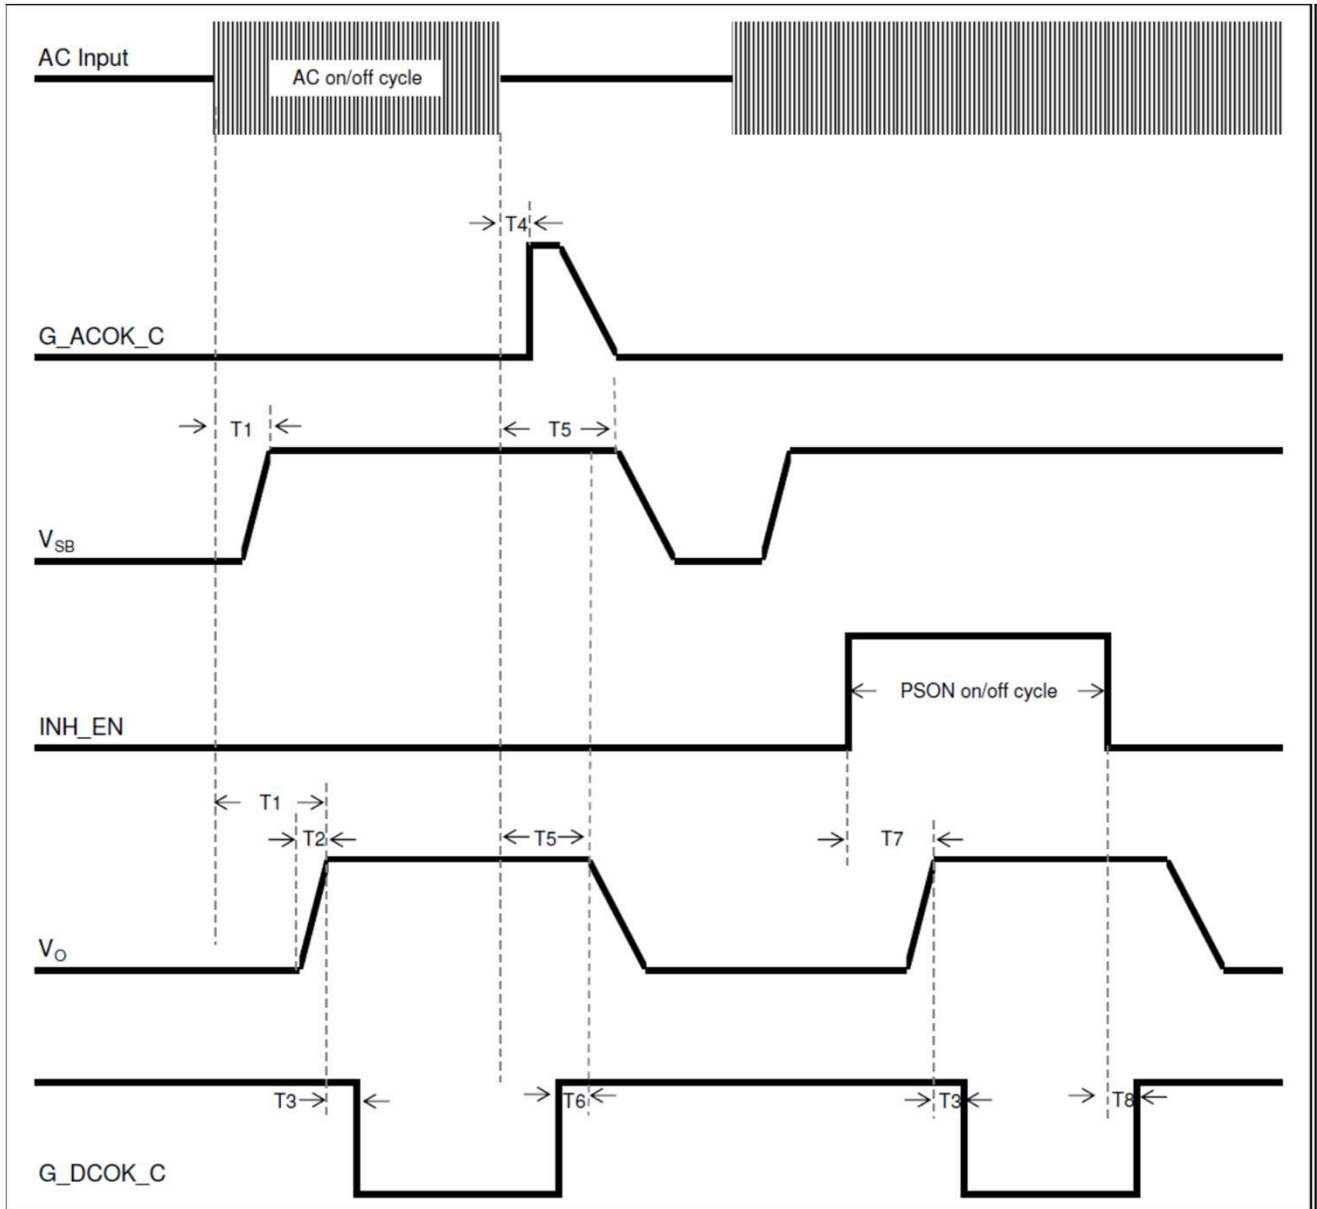 AC Input
AC on/off cycle
T4
G_ACOK_C
T1
T5
VSB
PSON on/off cycle
INH_EN
T1
T2
T5
T7
VO
T3
T6
T3
T8
G_DCOK_C